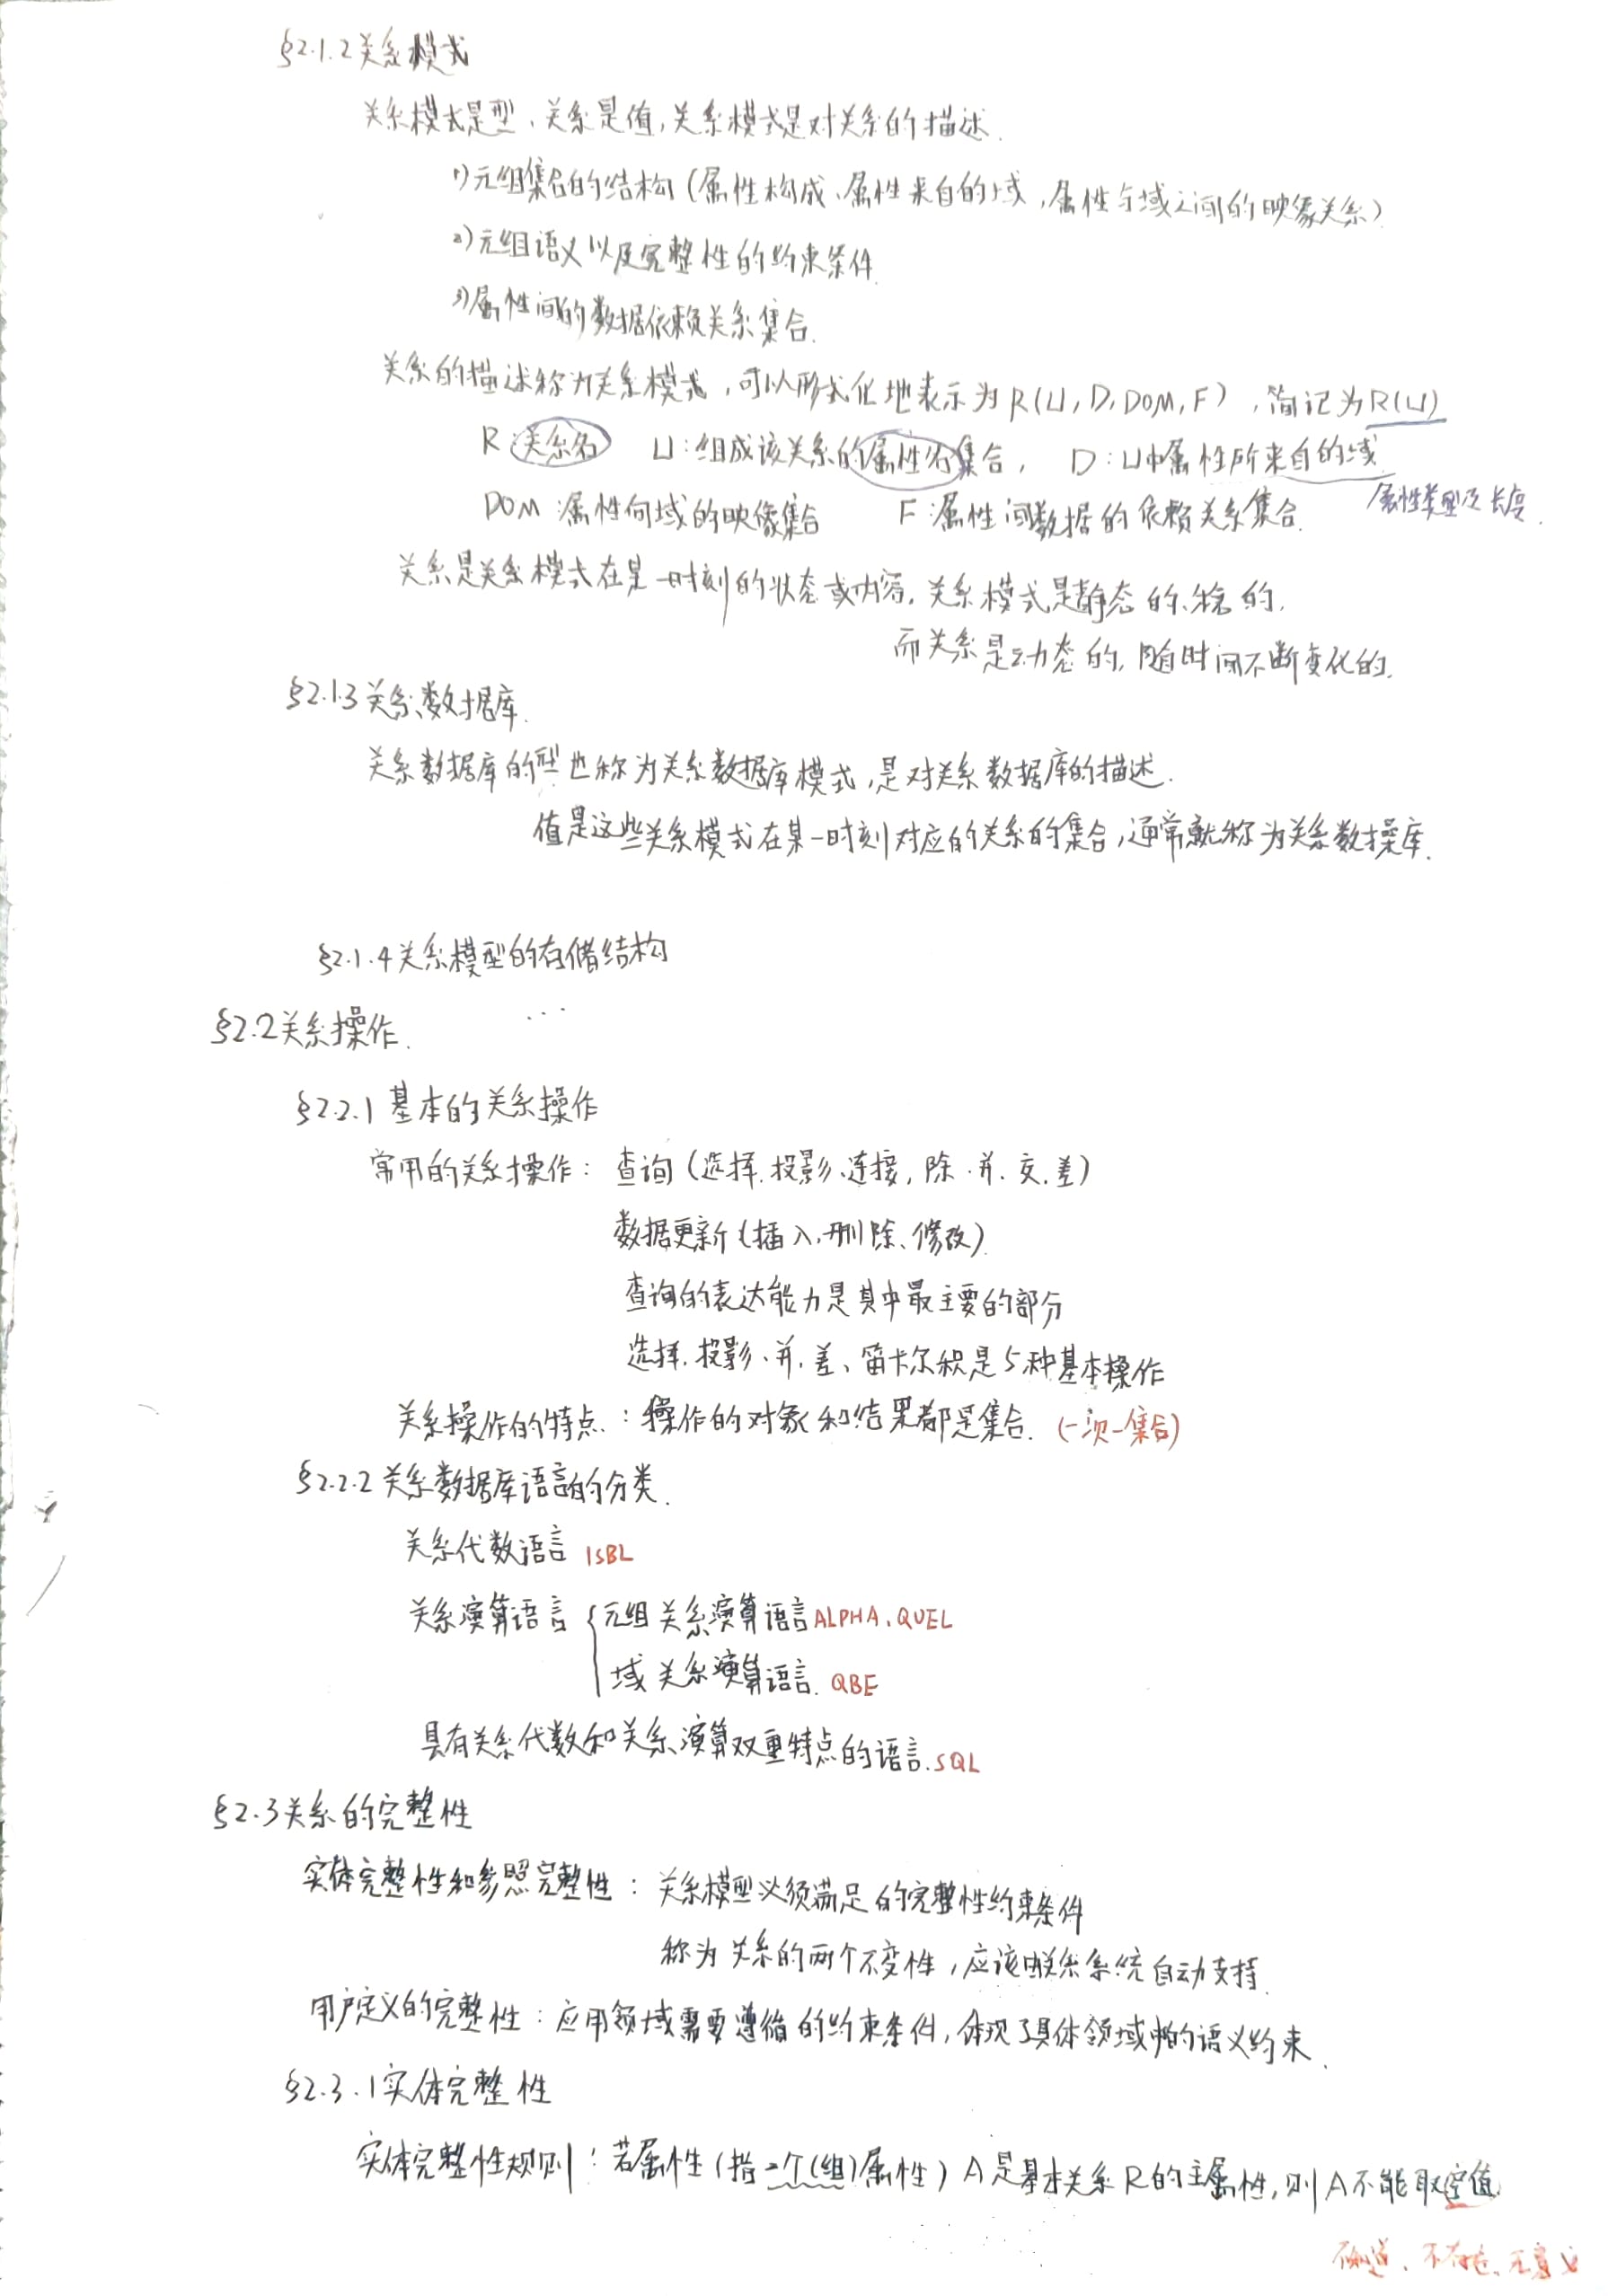 §2.1.2关系模式
关系模式是型、关系是值,关系模式是对关系的描述.
1)元组集合的结构(属性构成、属性来自的域,属性与域之间的映象关系)
2)元组语义以及完整性的约束条件.
3)属性间的数据依赖关系集合.
关系的描述称为关系模式,可以形式化地表示为R(U,D,DOM,F),简记为R(U)
R:关系名 U:组成该关系的属性名集合, D:U中属性所来自的域
属性类型及长度.
DOM:属性向域的映像集合 F:属性间数据的依赖关系集合.
关系是关系模式在某一时刻的状态或内容.关系模式是静态的、稳的,
而关系是动态的,随时间不断变化的.
§2.1.3关系数据库.
关系数据库的型也称为关系数据库模式,是对关系数据库的描述.
值是这些关系模式在某一时刻对应的关系的集合,通常就称为关系数据库.
§2.1.4关系模型的存储结构
...
§2.2关系操作.
§2.2.1基本的关系操作
常用的关系操作: 查询(选择.投影、连接,除.并.交.差)
数据更新(插入,删除、修改)
查询的表达能力是其中最主要的部分
选择.投影、并.差、笛卡尔积是5种基本操作
关系操作的特点:操作的对象和结果都是集合.(一次一集合)
§2.2.2关系数据库语言的分类.
关系代数语言 ISBL
关系演算语言 { 元组关系演算语言ALPHA、QUEL
域关系演算语言.QBE
具有关系代数和关系演算双重特点的语言.SQL
§2.3关系的完整性
实体完整性和参照完整性: 关系模型必须满足的完整性约束条件
称为关系的两个不变性,应该由关系系统自动支持.
用户定义的完整性:应用领域需要遵循的约束条件,体现了具体领域中的语义约束.
§2.3.1实体完整性
实体完整性规则:若属性(指一个(组)属性)A是基本关系R的主属性,则A不能取空值.
不知道、不存在、无意义